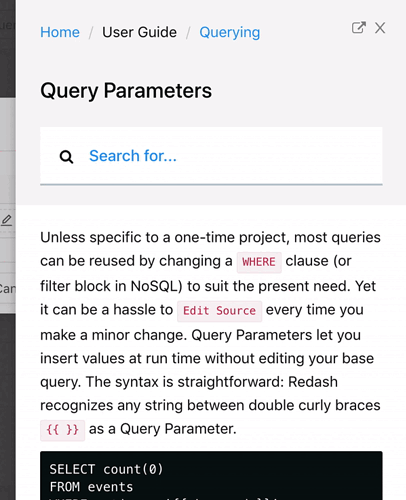 Home / User Guide / Querying
Query Parameters
Search for...
Unless specific to a one-time project, most queries
can be reused by changing a WHERE clause (or
filter block in NoSQL) to suit the present need. Yet
it can be a hassle to Edit Source every time you
make a minor change. Query Parameters let you
insert values at run time without editing your base
query. The syntax is straightforward: Redash
recognizes any string between double curly braces
{{ }} as a Query Parameter.
SELECT count(0)
FROM events